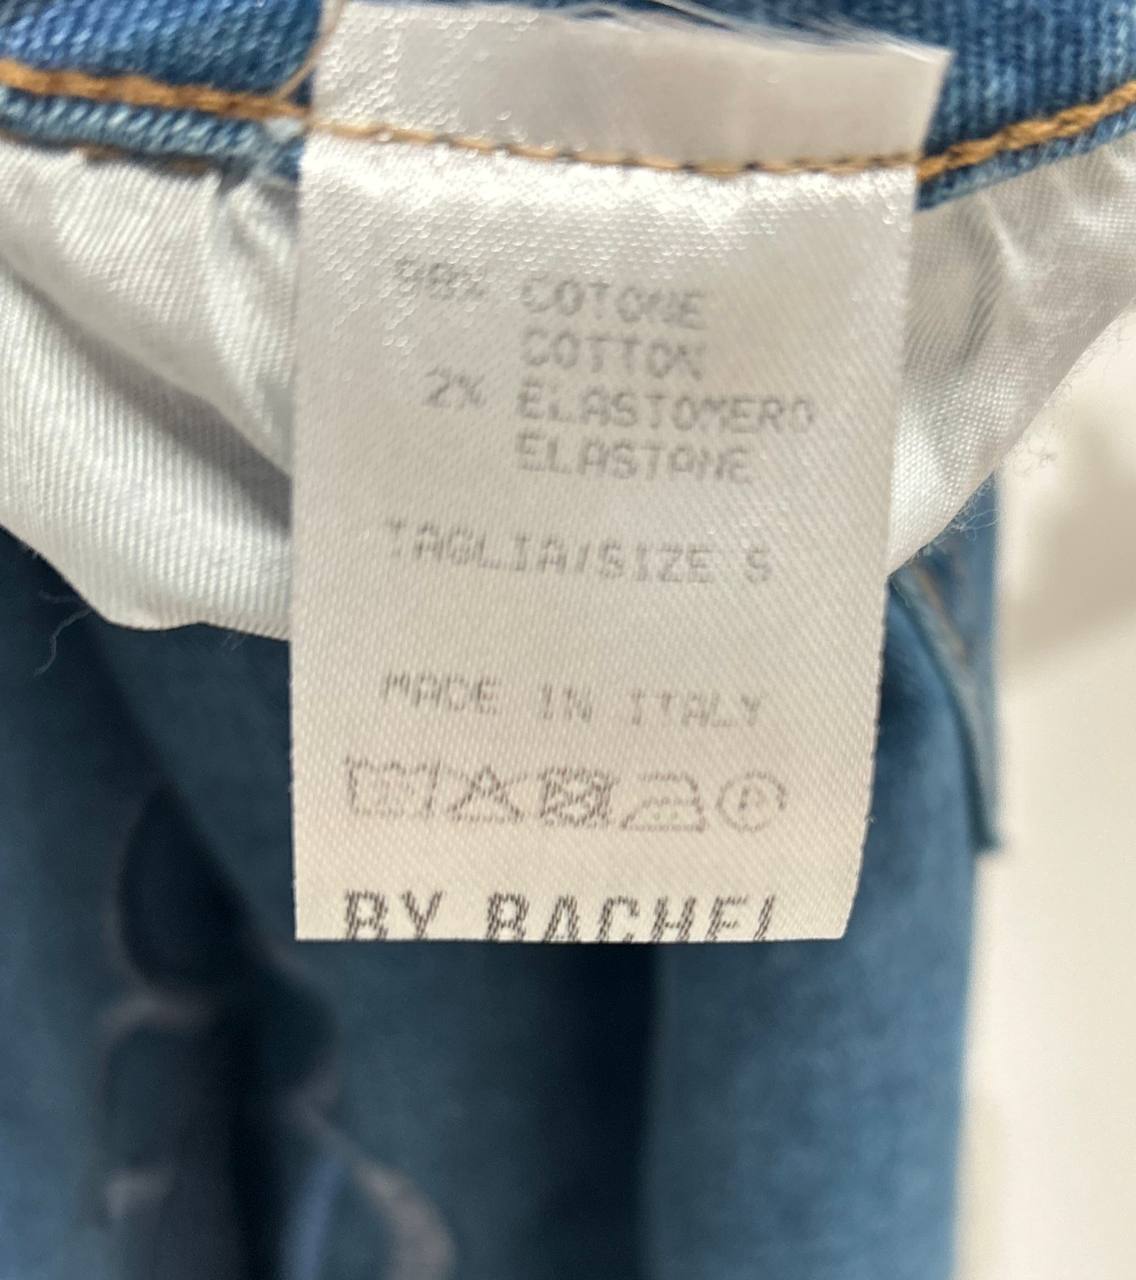 98% COTONE
COTTON
2% ELASTOMERO
ELASTANE
TAGLIA/SIZE S
MADE IN ITALY
P
BY RACHEL